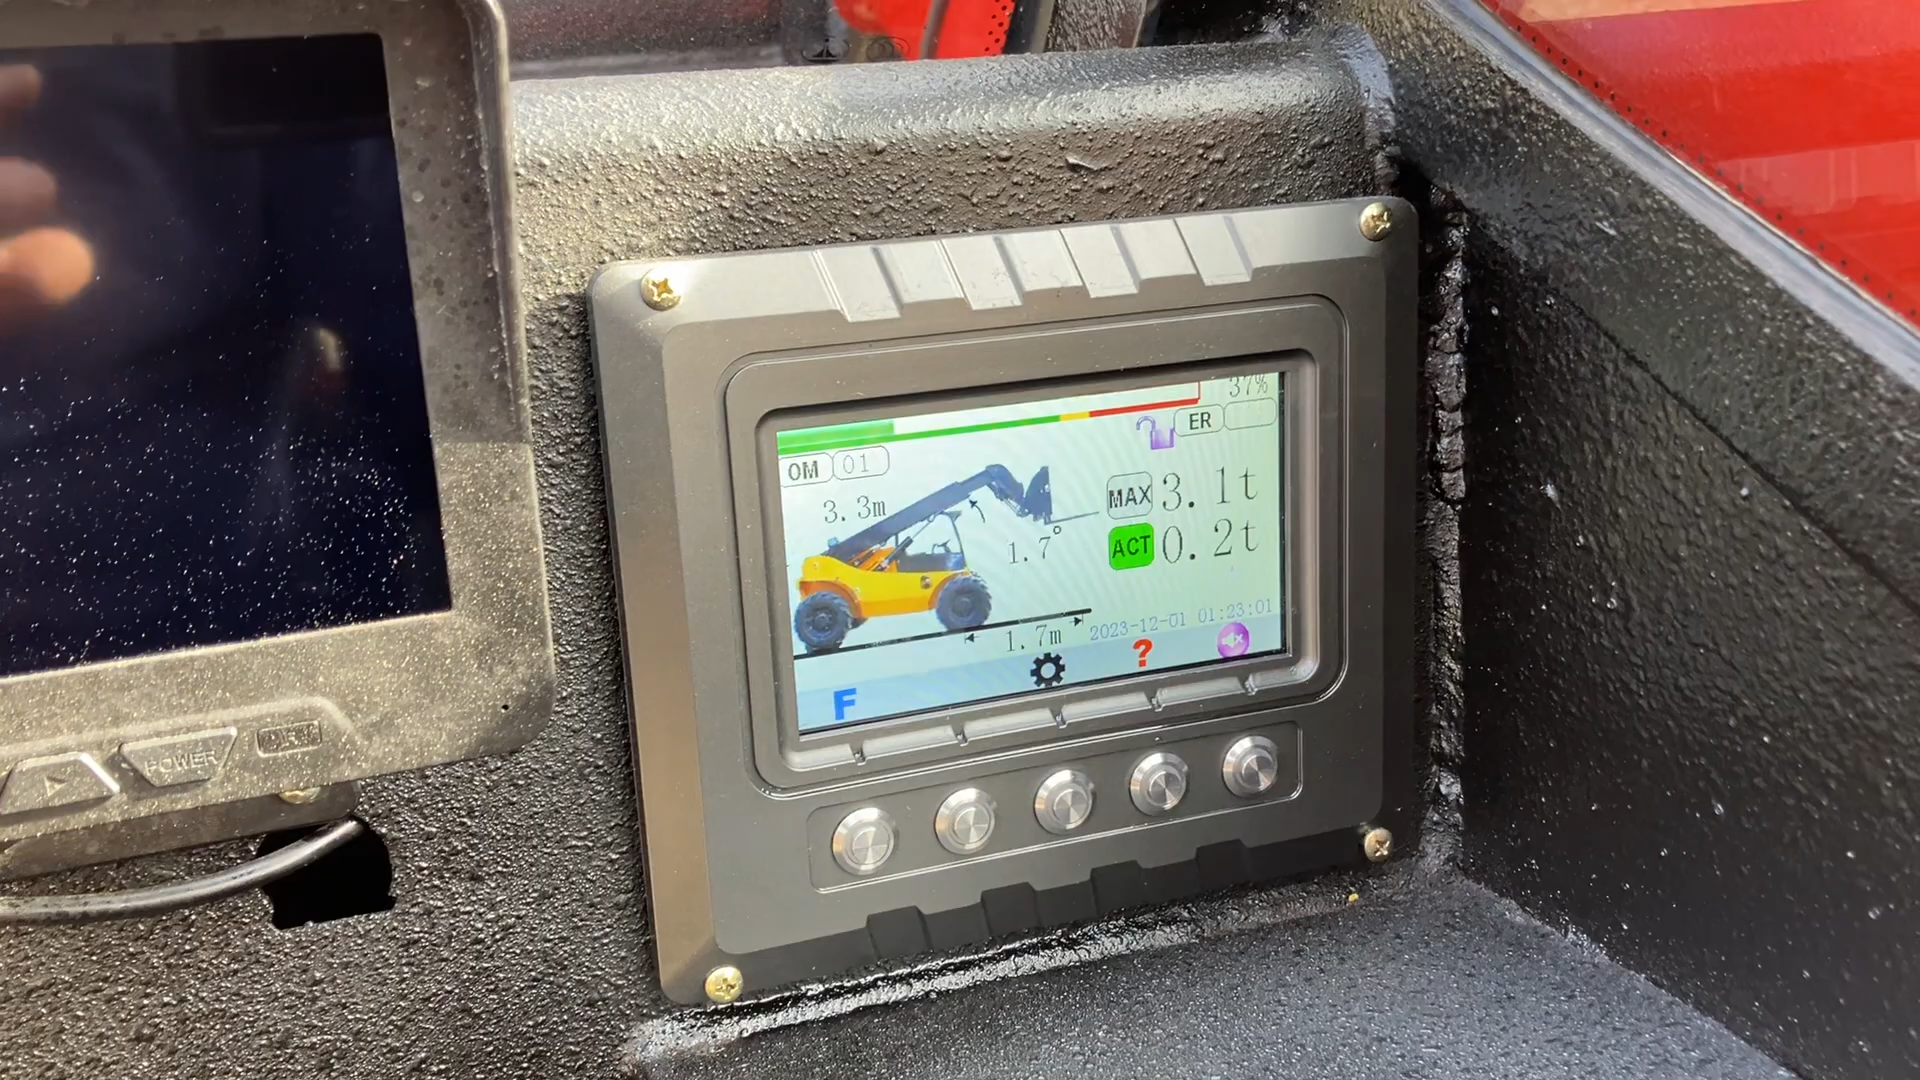 37%
ER
OM 01
3.3m
MAX 3.1t
1.7°
ACT 0.2t
2023-12-01 01:23:01
1.7m
?
F
POWER